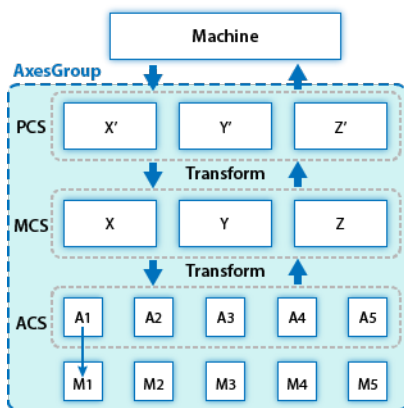 Machine
AxesGroup
PCS X' Y' Z'
Transform
MCS X Y Z
Transform
ACS A1 A2 A3 A4 A5
M1 M2 M3 M4 M5